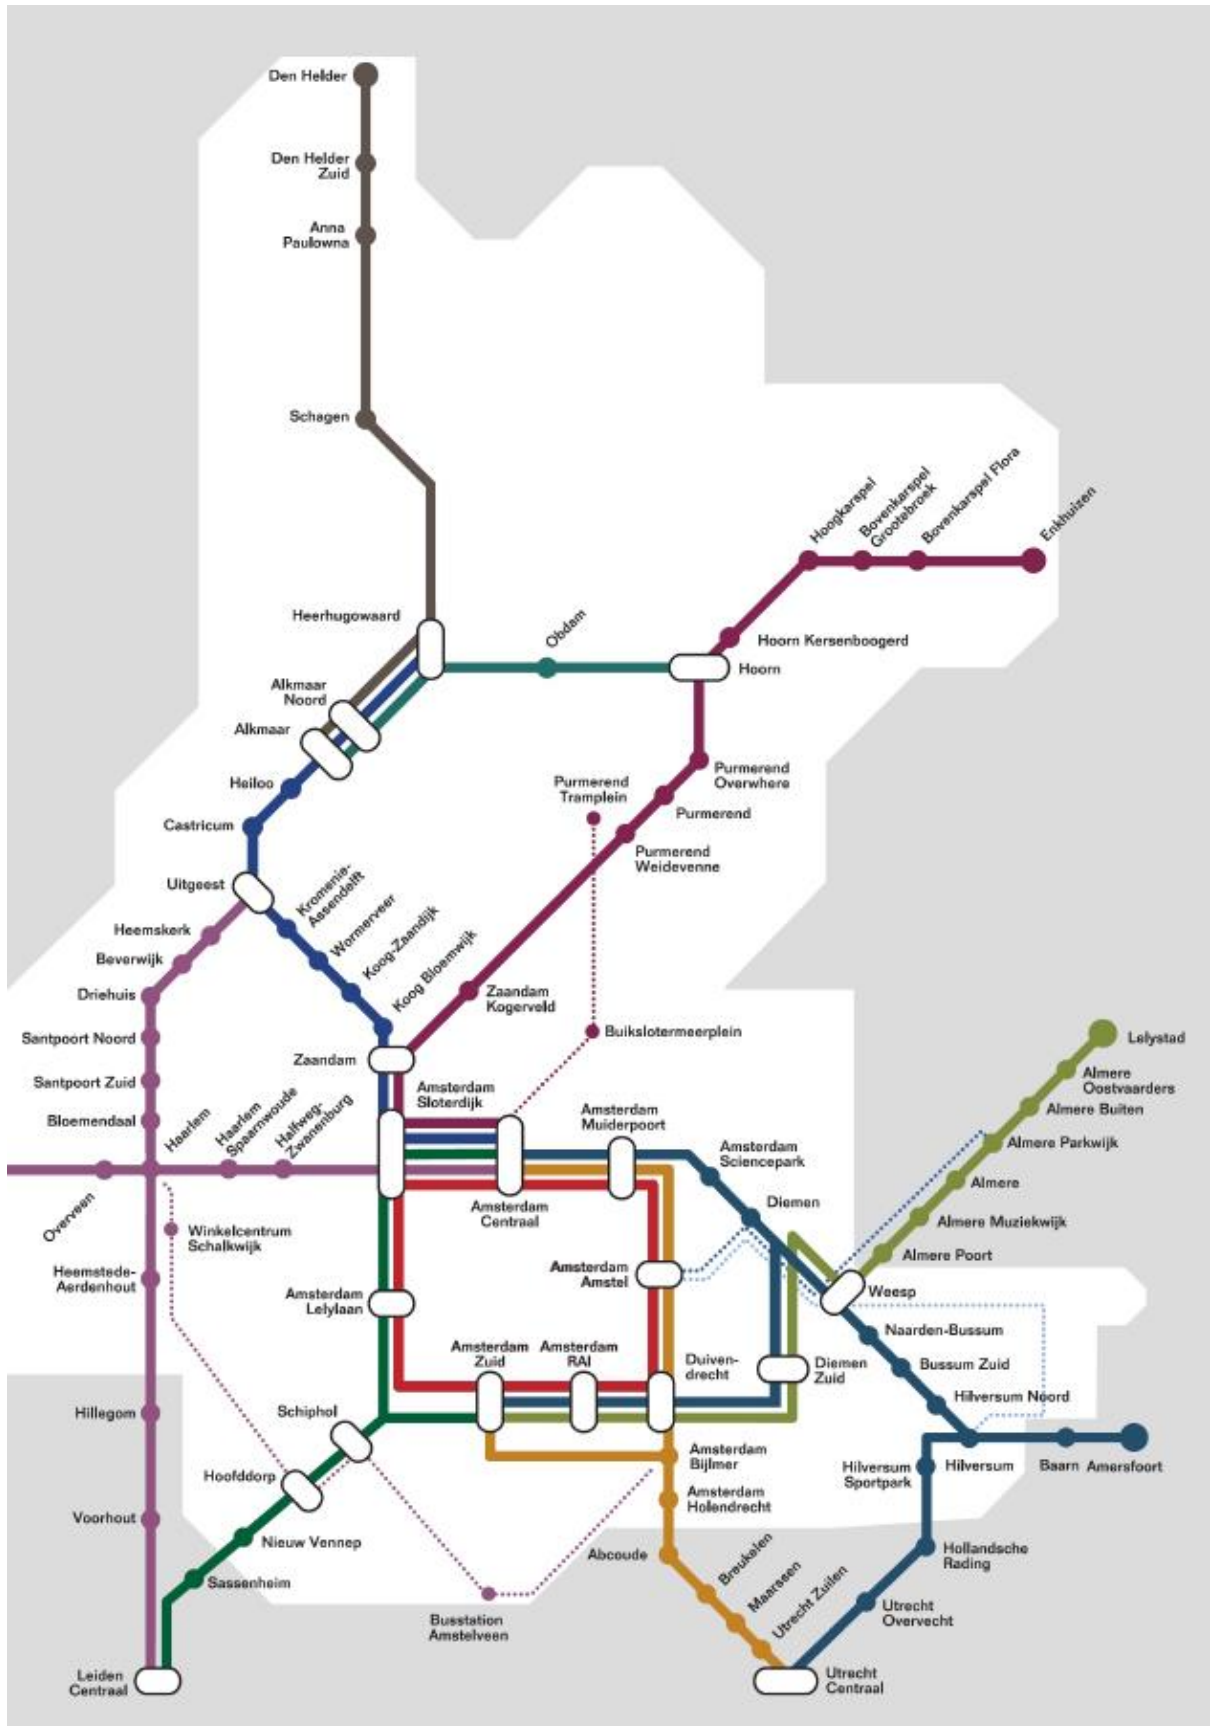 Den Helder
Den Helder
Zuid
Anna
Paulowna
Schagen
Hoogkarspel
Bovenkarspel
Grootebroek
Bovenkarspel Flora
Enkhuizen
Heerhugowaard
Obdam
Hoorn Kersenboogerd
Hoorn
Alkmaar
Noord
Alkmaar
Heiloo
Purmerend
Overwhere
Purmerend
Tramplein
Purmerend
Castricum
Purmerend
Weidevenne
Uitgeest
Kromenie-
Assendelft
Wormerveer
Koog-Zaandijk
Koog Bloemwijk
Heemskerk
Beverwijk
Driehuis
Zaandam
Kogerveld
Santpoort Noord
Buikslotermeerplein
Lelystad
Zaandam
Santpoort Zuid
Almere
Oostvaarders
Amsterdam
Sloterdijk
Almere Buiten
Bloemendaal
Haarlem
Haarlem
Spaarnwoude
Halfweg-
Zwanenburg
Amsterdam
Muiderpoort
Almere Parkwijk
Amsterdam
Sciencepark
Almere
Overveen
Amsterdam
Centraal
Diemen
Almere Muziekwijk
Winkelcentrum
Schalkwijk
Almere Poort
Heemstede-
Aerdenhout
Amsterdam
Amstel
Amsterdam
Lelylaan
Weesp
Naarden-Bussum
Amsterdam
Zuid
Amsterdam
RAI
Duiven-
drecht
Diemen
Zuid
Bussum Zuid
Hilversum Noord
Hillegom
Schiphol
Amsterdam
Bijlmer
Hilversum
Sportpark
Hilversum
Baarn
Amersfoort
Hoofddorp
Amsterdam
Holendrecht
Voorhout
Nieuw Vennep
Abcoude
Hollandsche
Rading
Sassenheim
Breukelen
Maarssen
Utrecht Zuilen
Utrecht
Overvecht
Busstation
Amstelveen
Leiden
Centraal
Utrecht
Centraal